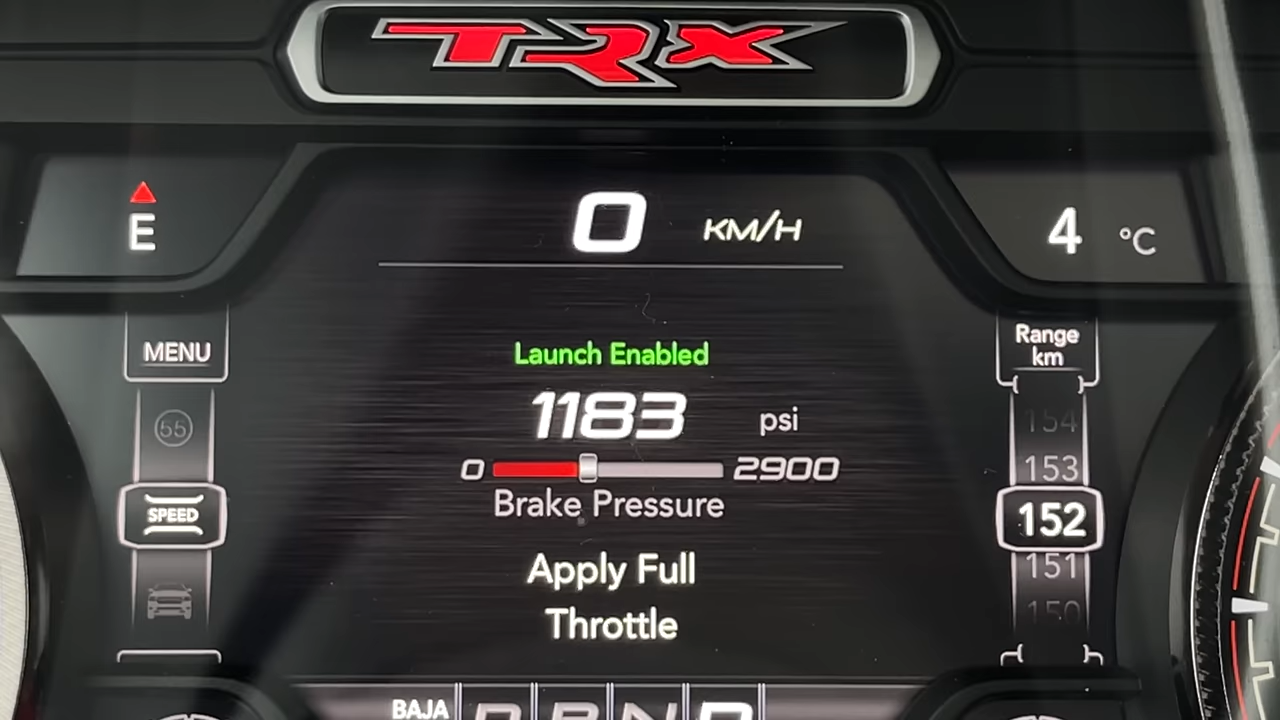 TRX
E
0 KM/H
4 °C
MENU
Range
km
Launch Enabled
55
154
1183 psi
153
0 2900
SPEED
Brake Pressure
152
Apply Full
151
Throttle
150
BAJA P R N D